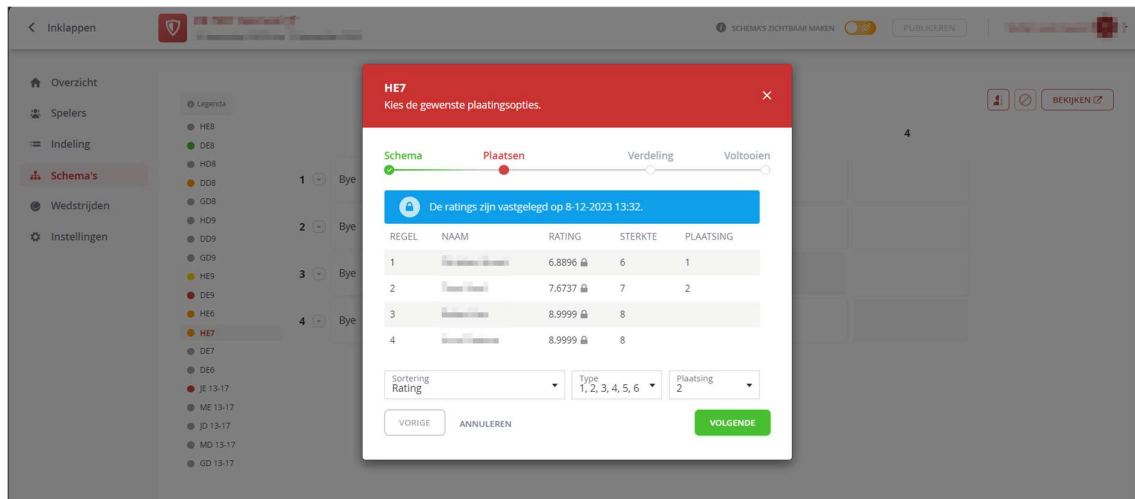 Inklappen
SCHEMA'S ZICHTBAAR MAKEN
PUBLICEREN
Overzicht
Spelers
Indeling
Schema's
Wedstrijden
Instellingen
Legenda
HE8
DE8
HD8
DD8
GD8
HD9
DD9
GD9
HE9
DE9
HE6
HE7
DE7
DE6
JE 13-17
ME 13-17
JD 13-17
MD 13-17
GD 13-17
1 Bye
2 Bye
3 Bye
4 Bye
BEKIJKEN
4
HE7
Kies de gewenste plaatsingsopties.
Schema Plaatsen Verdeling Voltooien
De ratings zijn vastgelegd op 8-12-2023 13:32.
REGEL NAAM RATING STERKTE PLAATSING
1 6.8896 6 1
2 7.6737 7 2
3 8.9999 8
4 8.9999 8
Sortering
Rating
Type
1, 2, 3, 4, 5, 6
Plaatsing
2
VORIGE ANNULEREN VOLGENDE